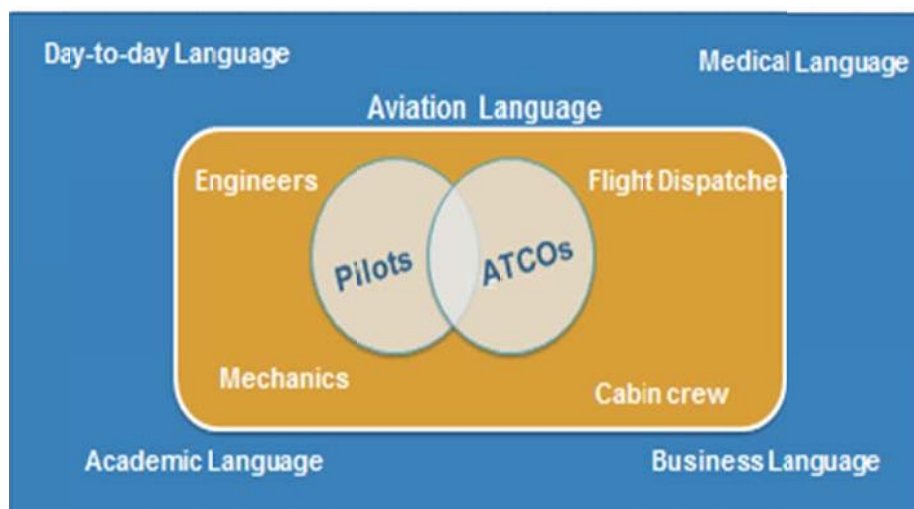 Day-to-day Language
Medical Language
Aviation Language
Engineers
Flight Dispatcher
Pilots
ATCOs
Mechanics
Cabin crew
Academic Language
Business Language